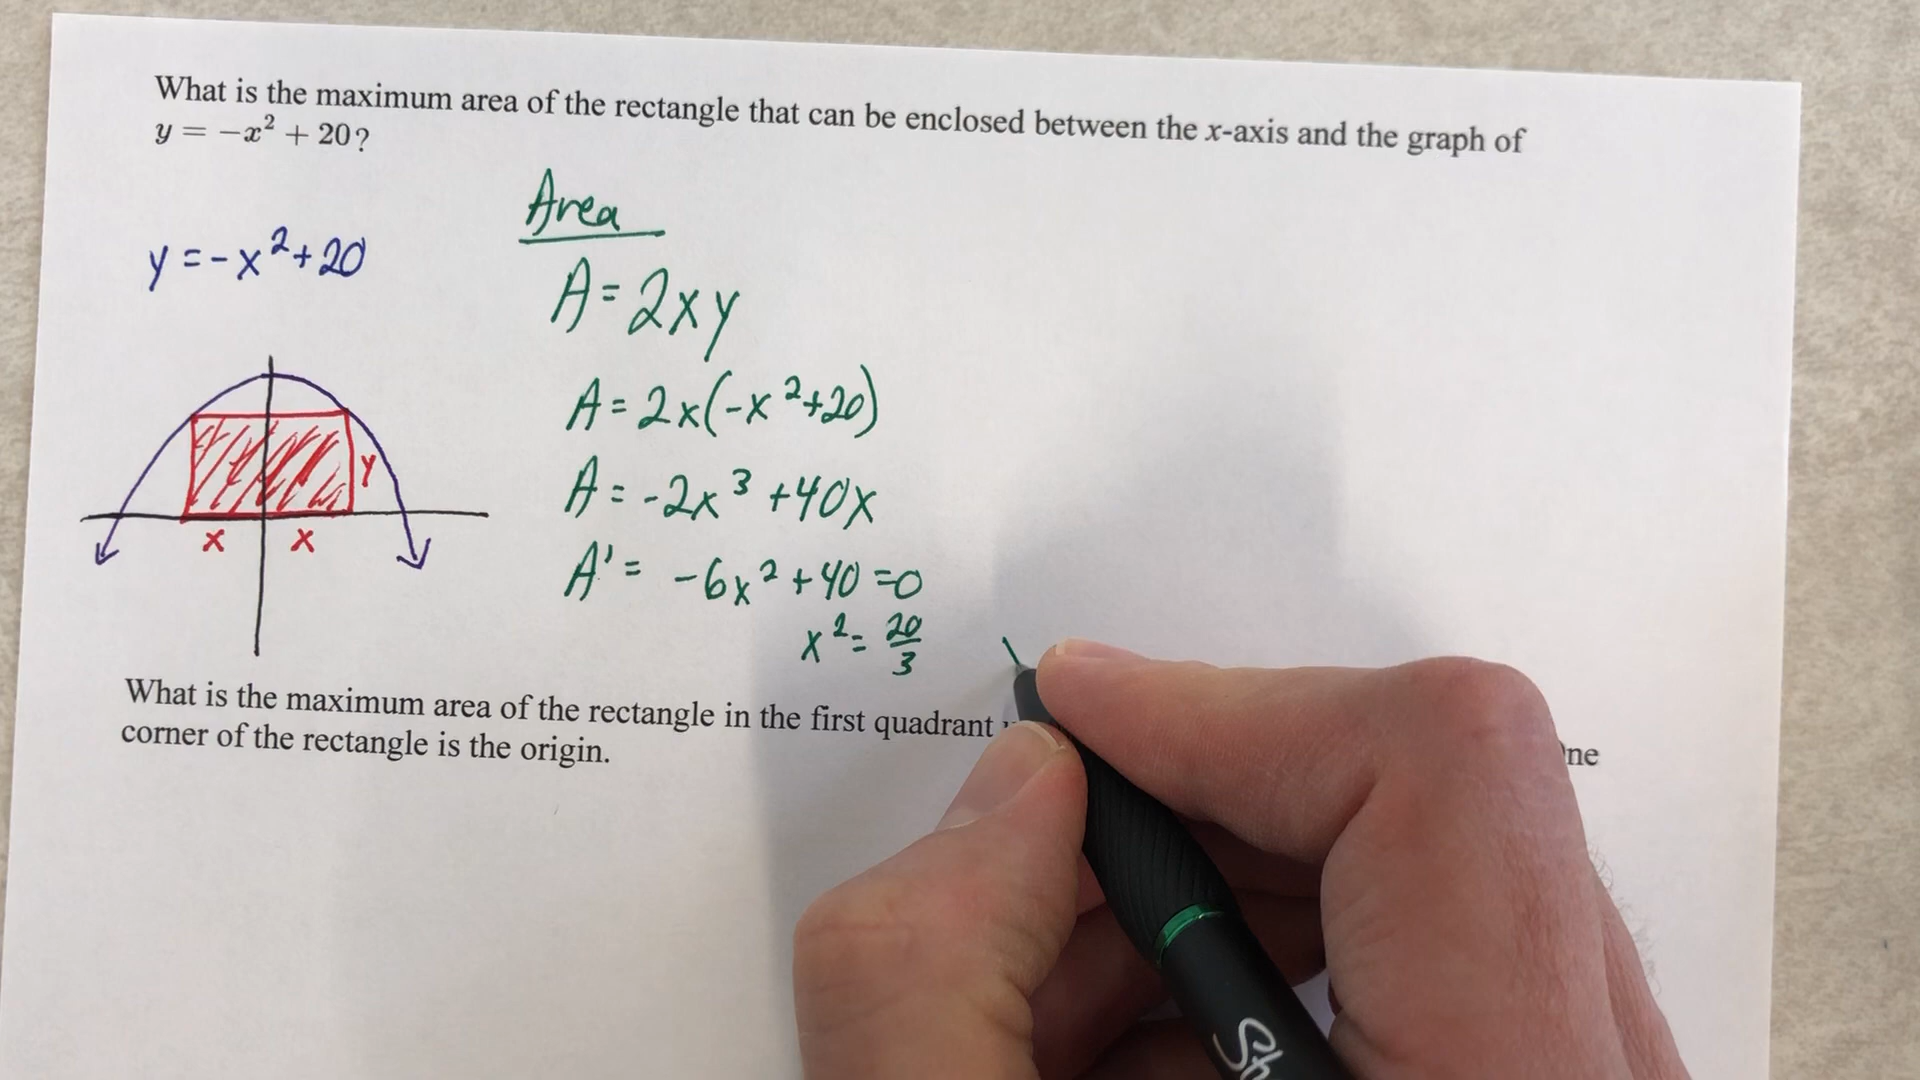 What is the maximum area of the rectangle that can be enclosed between the x-axis and the graph of
y = −x² + 20?
y = -x² + 20
Area
A = 2xy
A = 2x(-x² + 20)
A = -2x³ + 40x
A' = -6x² + 40 = 0
x² = 20/3
y
x x
What is the maximum area of the rectangle in the first quadrant
corner of the rectangle is the origin.